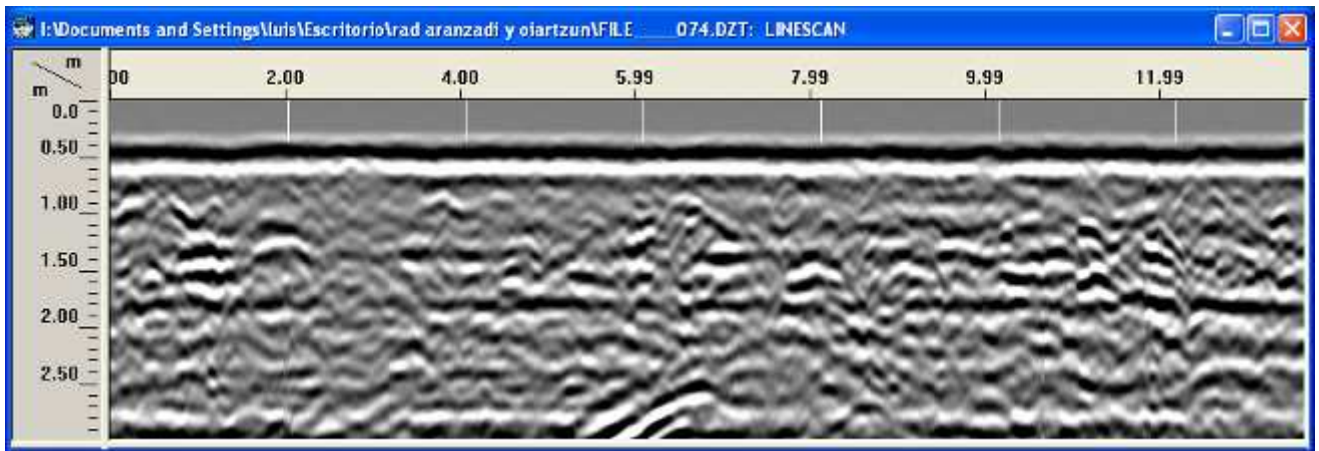 I:\Documents and Settings\luis\Escritorio\rad aranzadi y oiartzun\FILE____074.DZT: LINESCAN
m
m
00 2.00 4.00 5.99 7.99 9.99 11.99
0.0
0.50
1.00
1.50
2.00
2.50